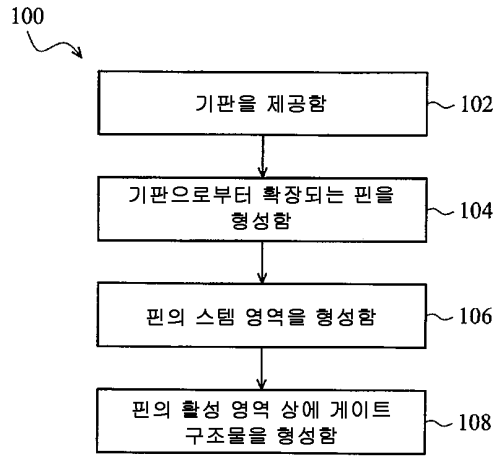 100
기판을 제공함
102
기판으로부터 확장되는 핀을
형성함
104
핀의 스템 영역을 형성함
106
핀의 활성 영역 상에 게이트
구조물을 형성함
108